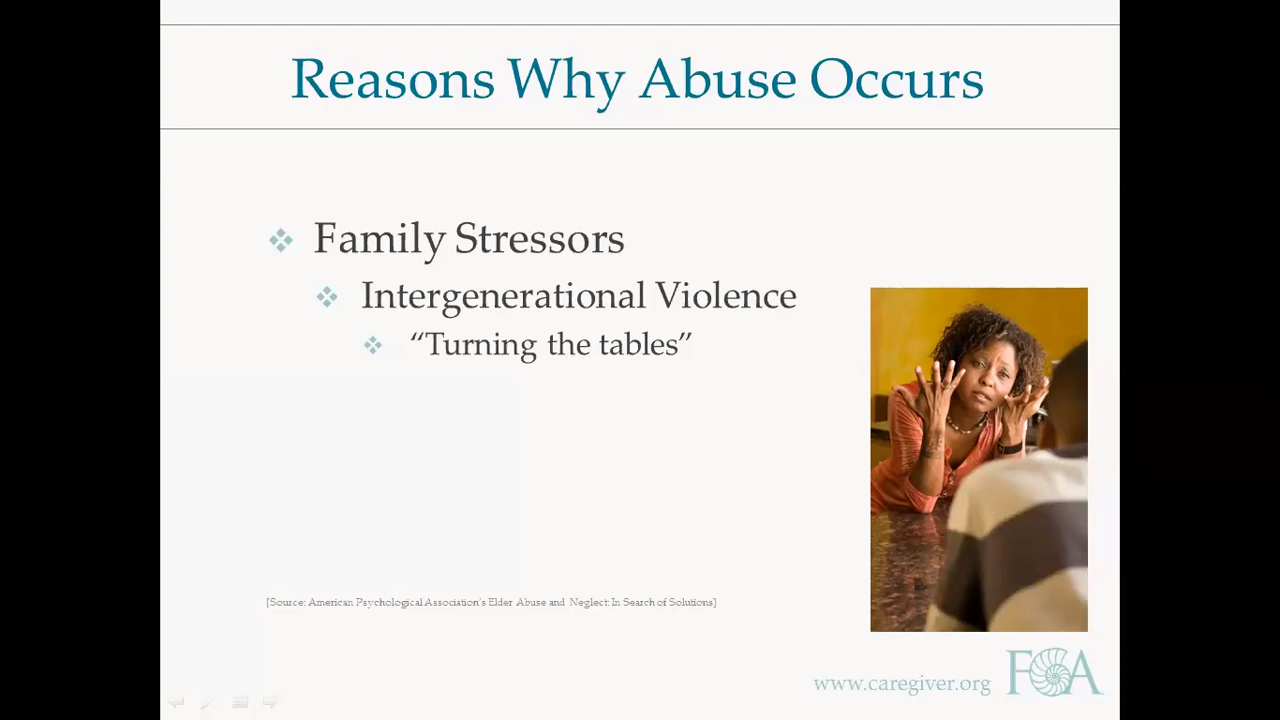 Reasons Why Abuse Occurs
Family Stressors
Intergenerational Violence
“Turning the tables”
[Source: American Psychological Association's Elder Abuse and Neglect: In Search of Solutions]
www.caregiver.org
FCA